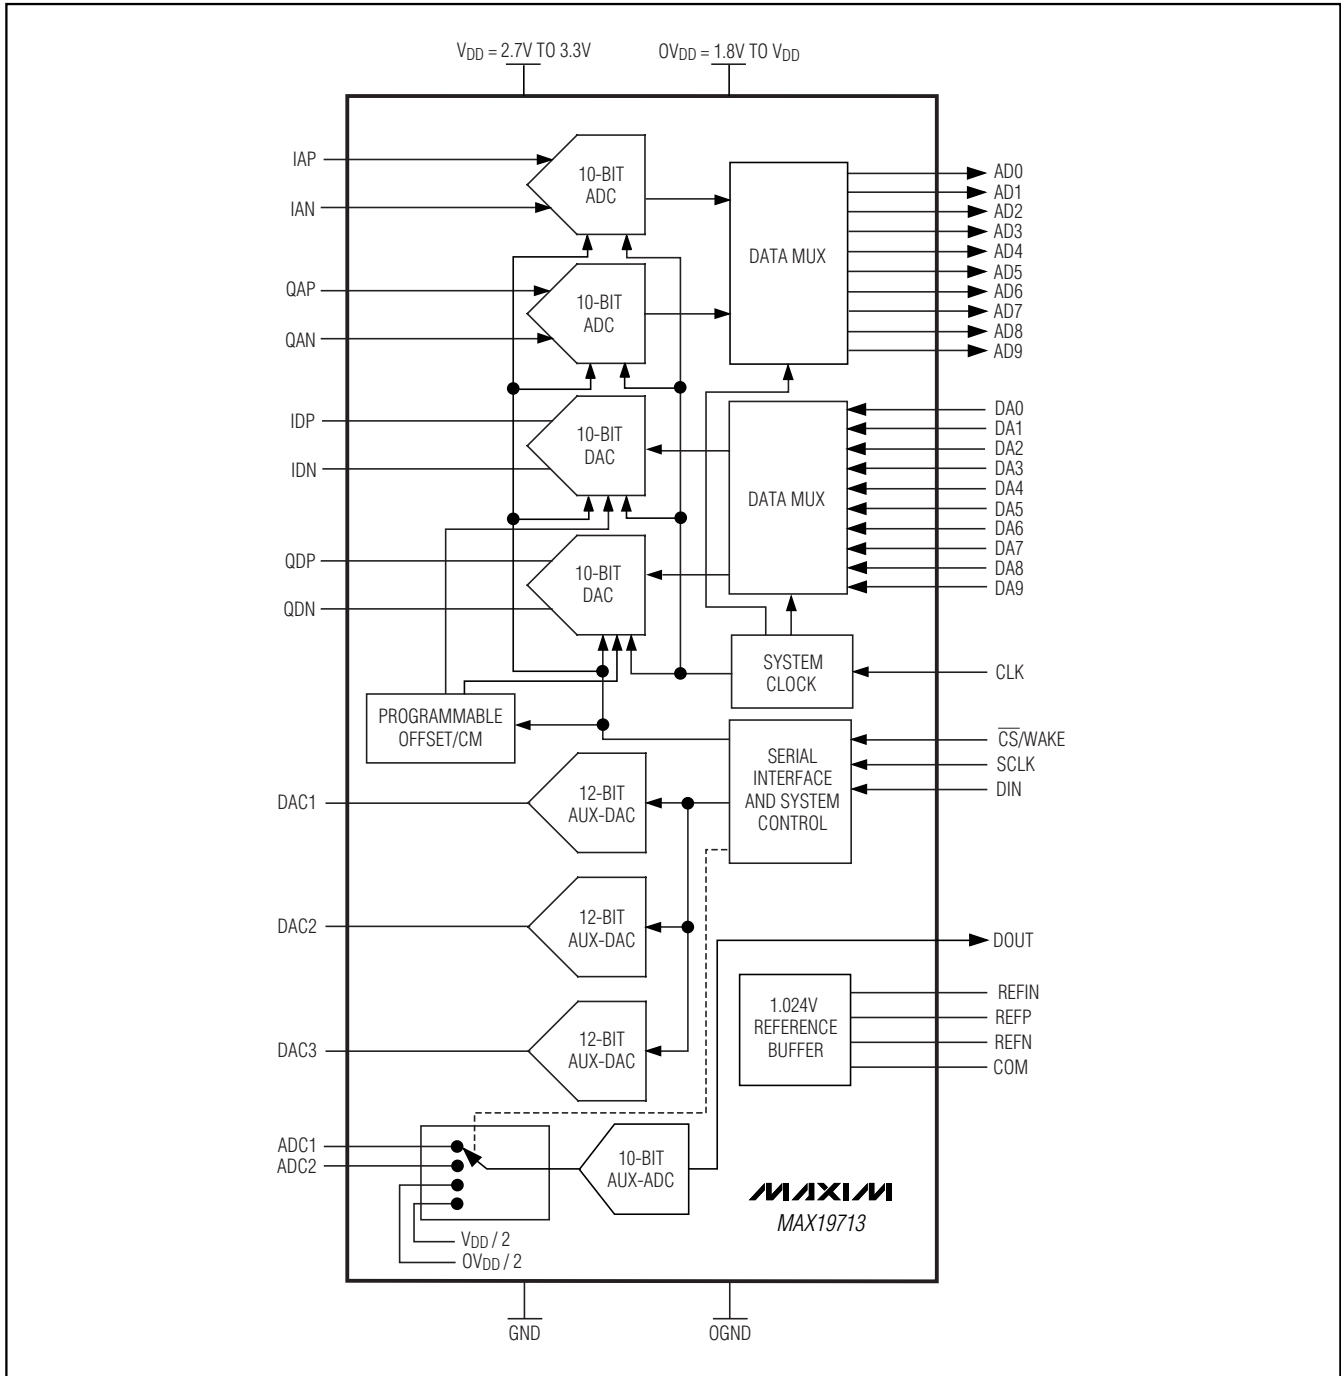 VDD = 2.7V TO 3.3V
OVDD = 1.8V TO VDD
IAP
IAN
10-BIT
ADC
QAP
QAN
10-BIT
ADC
DATA MUX
AD0
AD1
AD2
AD3
AD4
AD5
AD6
AD7
AD8
AD9
IDP
IDN
10-BIT
DAC
QDP
QDN
10-BIT
DAC
DATA MUX
DA0
DA1
DA2
DA3
DA4
DA5
DA6
DA7
DA8
DA9
SYSTEM
CLOCK
CLK
PROGRAMMABLE
OFFSET/CM
SERIAL
INTERFACE
AND SYSTEM
CONTROL
CS/WAKE
SCLK
DIN
DAC1
12-BIT
AUX-DAC
DAC2
12-BIT
AUX-DAC
DOUT
DAC3
12-BIT
AUX-DAC
1.024V
REFERENCE
BUFFER
REFIN
REFP
REFN
COM
ADC1
ADC2
10-BIT
AUX-ADC
VDD / 2
OVDD / 2
MAXIM
MAX19713
GND
OGND